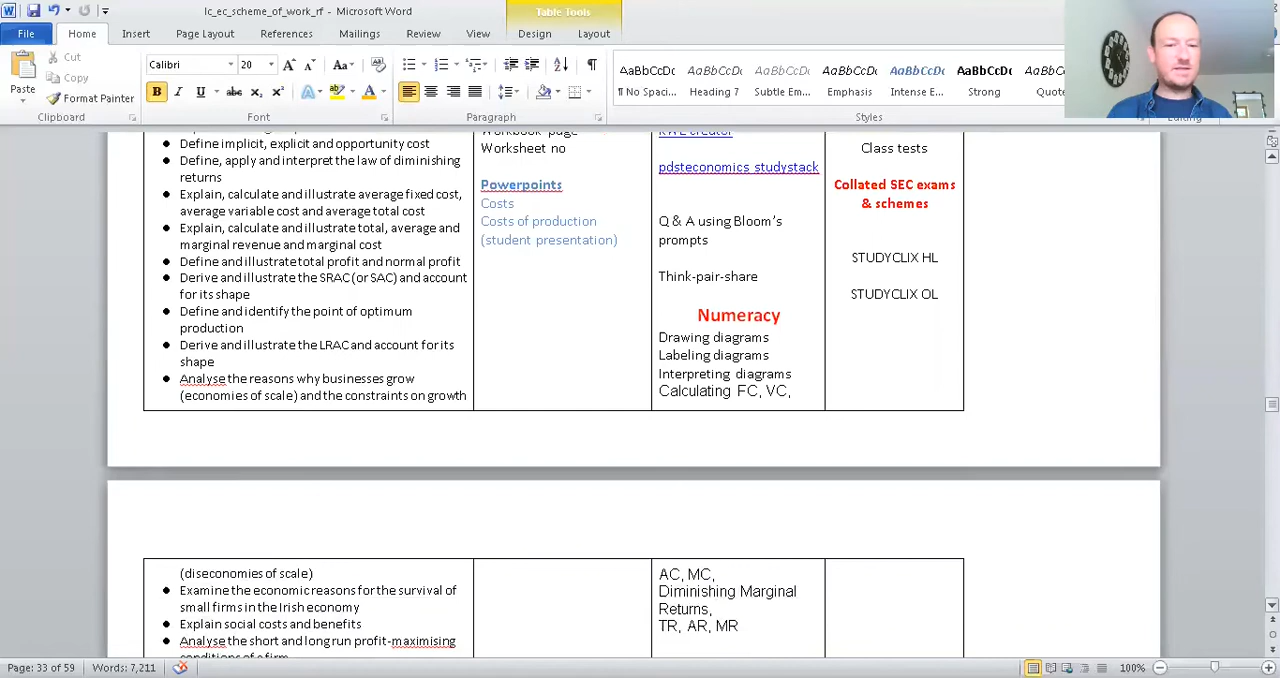 lc_ec_scheme_of_work_rf - Microsoft Word
Table Tools
File Home Insert Page Layout References Mailings Review View Design Layout
Cut
Copy
Format Painter
Paste
Clipboard
Calibri 20
Font
Paragraph
AaBbCcDc AaBbCcDc AaBbCcDc AaBbCcDc AaBbCcDc AaBbCcDc
¶ No Spaci... Heading 7 Subtle Em... Emphasis Intense E... Strong Quote
Styles
Define implicit, explicit and opportunity cost
Define, apply and interpret the law of diminishing
returns
Explain, calculate and illustrate average fixed cost,
average variable cost and average total cost
Explain, calculate and illustrate total, average and
marginal revenue and marginal cost
Define and illustrate total profit and normal profit
Derive and illustrate the SRAC (or SAC) and account
for its shape
Define and identify the point of optimum
production
Derive and illustrate the LRAC and account for its
shape
Analyse the reasons why businesses grow
(economies of scale) and the constraints on growth
Workbook page
Worksheet no
Powerpoints
Costs
Costs of production
(student presentation)
KWL creator
pdsteconomics studystack
Q & A using Bloom's
prompts
Think-pair-share
Numeracy
Drawing diagrams
Labeling diagrams
Interpreting diagrams
Calculating FC, VC,
Class tests
Collated SEC exams
& schemes
STUDYCLIX HL
STUDYCLIX OL
(diseconomies of scale)
Examine the economic reasons for the survival of
small firms in the Irish economy
Explain social costs and benefits
Analyse the short and long run profit-maximising
conditions of a firm
AC, MC,
Diminishing Marginal
Returns,
TR, AR, MR
Page: 33 of 59 Words: 7,211 100%